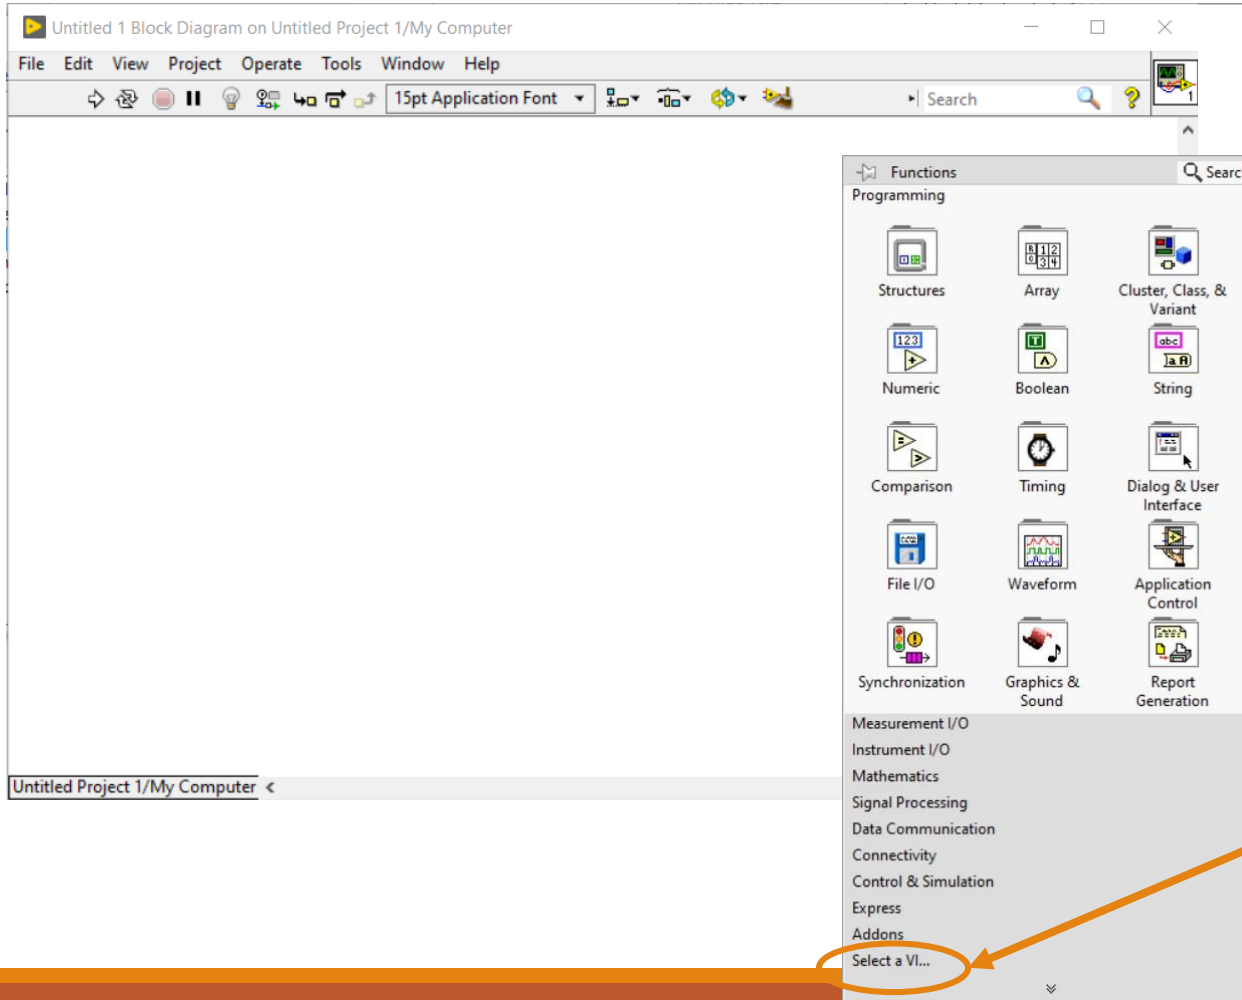 Untitled 1 Block Diagram on Untitled Project 1/My Computer
File Edit View Project Operate Tools Window Help
15pt Application Font
Search
1
Functions
Searc
Programming
Structures
Array
Cluster, Class, &
Variant
Numeric
Boolean
String
Comparison
Timing
Dialog & User
Interface
File I/O
Waveform
Application
Control
Synchronization
Graphics &
Sound
Report
Generation
Measurement I/O
Instrument I/O
Mathematics
Signal Processing
Data Communication
Connectivity
Control & Simulation
Express
Addons
Select a VI...
Untitled Project 1/My Computer